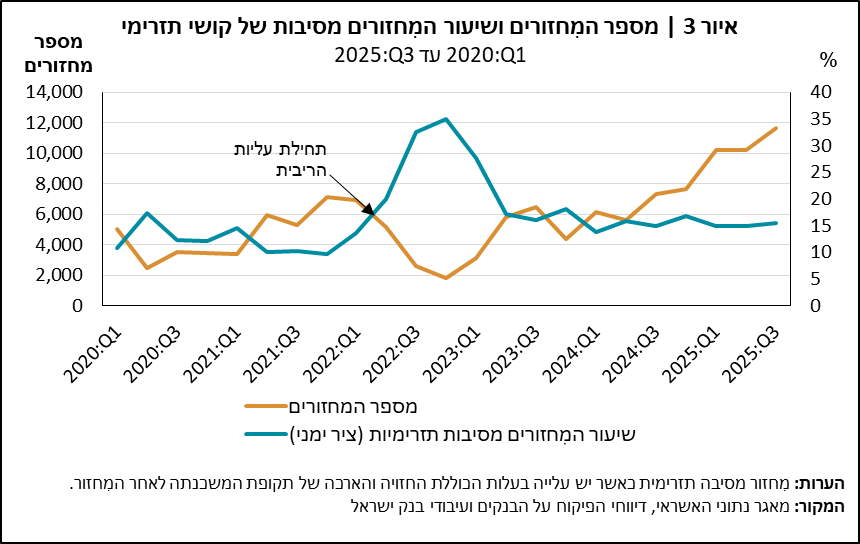 איור 3 | מספר המִחזורים ושיעור המִחזורים מסיבות של קושי תזרימי
2020:Q1 עד 2025:Q3
מספר
מחזורים
%
14,000
12,000
10,000
8,000
6,000
4,000
2,000
0
40
35
30
25
20
15
10
5
0
תחילת עליות
הריבית
2020:Q1
2020:Q3
2021:Q1
2021:Q3
2022:Q1
2022:Q3
2023:Q1
2023:Q3
2024:Q1
2024:Q3
2025:Q1
2025:Q3
מספר המחזורים
שיעור המִחזורים מסיבות תזרימיות (ציר ימני)
הערות: מִחזור מסיבה תזרימית כאשר יש עלייה בעלות הכוללת החזויה והארכה של תקופת המשכנתה לאחר המִחזור.
המקור: מאגר נתוני האשראי, דיווחי הפיקוח על הבנקים ועיבודי בנק ישראל